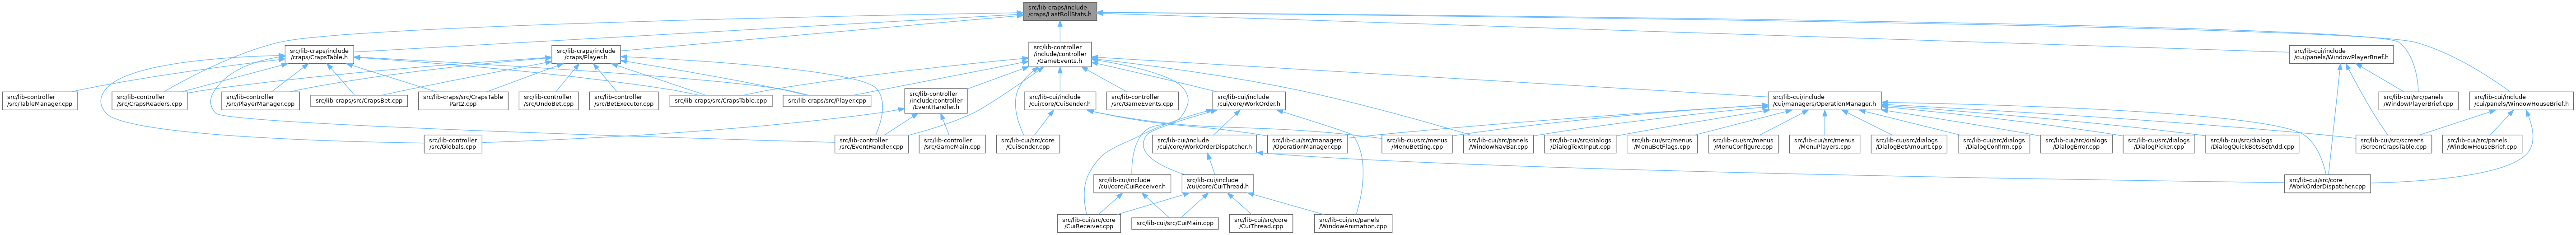 src/lib-craps/include
/craps/LastRollStats.h
src/lib-craps/include
/craps/CrapsTable.h
src/lib-craps/include
/craps/Player.h
src/lib-controller
/include/controller
/GameEvents.h
src/lib-cui/include
/cui/panels/WindowPlayerBrief.h
src/lib-controller
/src/TableManager.cpp
src/lib-controller
/src/CrapsReaders.cpp
src/lib-controller
/src/PlayerManager.cpp
src/lib-craps/src/CrapsBet.cpp
src/lib-craps/src/CrapsTable
Part2.cpp
src/lib-controller
/src/UndoBet.cpp
src/lib-controller
/src/BetExecutor.cpp
src/lib-craps/src/CrapsTable.cpp
src/lib-craps/src/Player.cpp
src/lib-controller
/include/controller
/EventHandler.h
src/lib-cui/include
/cui/core/CuiSender.h
src/lib-controller
/src/GameEvents.cpp
src/lib-cui/include
/cui/core/WorkOrder.h
src/lib-cui/include
/cui/managers/OperationManager.h
src/lib-cui/src/panels
/WindowPlayerBrief.cpp
src/lib-cui/include
/cui/panels/WindowHouseBrief.h
src/lib-controller
/src/Globals.cpp
src/lib-controller
/src/EventHandler.cpp
src/lib-controller
/src/GameMain.cpp
src/lib-cui/src/core
/CuiSender.cpp
src/lib-cui/include
/cui/core/WorkOrderDispatcher.h
src/lib-cui/src/managers
/OperationManager.cpp
src/lib-cui/src/menus
/MenuBetting.cpp
src/lib-cui/src/panels
/WindowNavBar.cpp
src/lib-cui/src/dialogs
/DialogTextInput.cpp
src/lib-cui/src/menus
/MenuBetFlags.cpp
src/lib-cui/src/menus
/MenuConfigure.cpp
src/lib-cui/src/menus
/MenuPlayers.cpp
src/lib-cui/src/dialogs
/DialogBetAmount.cpp
src/lib-cui/src/dialogs
/DialogConfirm.cpp
src/lib-cui/src/dialogs
/DialogError.cpp
src/lib-cui/src/dialogs
/DialogPicker.cpp
src/lib-cui/src/dialogs
/DialogQuickBetsSetAdd.cpp
src/lib-cui/src/screens
/ScreenCrapsTable.cpp
src/lib-cui/src/panels
/WindowHouseBrief.cpp
src/lib-cui/include
/cui/core/CuiReceiver.h
src/lib-cui/include
/cui/core/CuiThread.h
src/lib-cui/src/core
/WorkOrderDispatcher.cpp
src/lib-cui/src/core
/CuiReceiver.cpp
src/lib-cui/src/CuiMain.cpp
src/lib-cui/src/core
/CuiThread.cpp
src/lib-cui/src/panels
/WindowAnimation.cpp